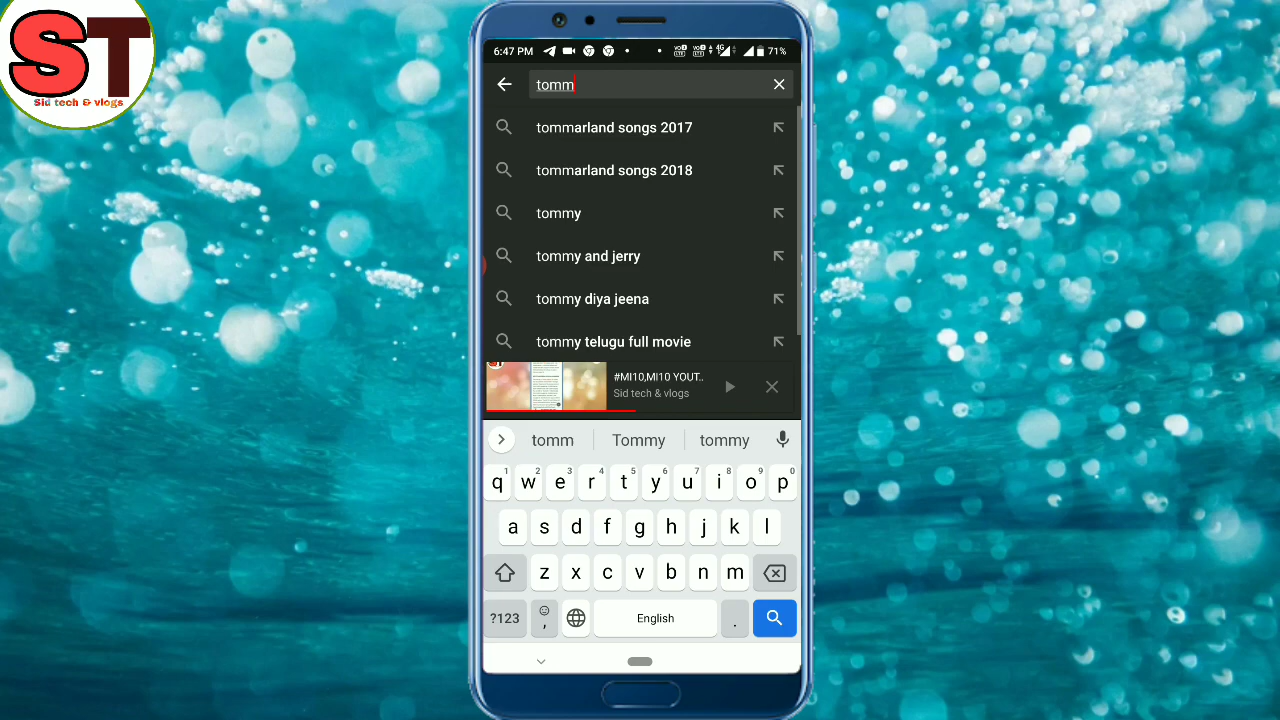 ST
Sid tech & vlogs
6:47 PM 4G 71%
tomm
tommarland songs 2017
tommarland songs 2018
tommy
tommy and jerry
tommy diya jeena
tommy telugu full movie
#MI10,MI10 YOUT..
Sid tech & vlogs
tomm Tommy tommy
1 2 3 4 5 6 7 8 9 0
q w e r t y u i o p
a s d f g h j k l
z x c v b n m
?123 , English .